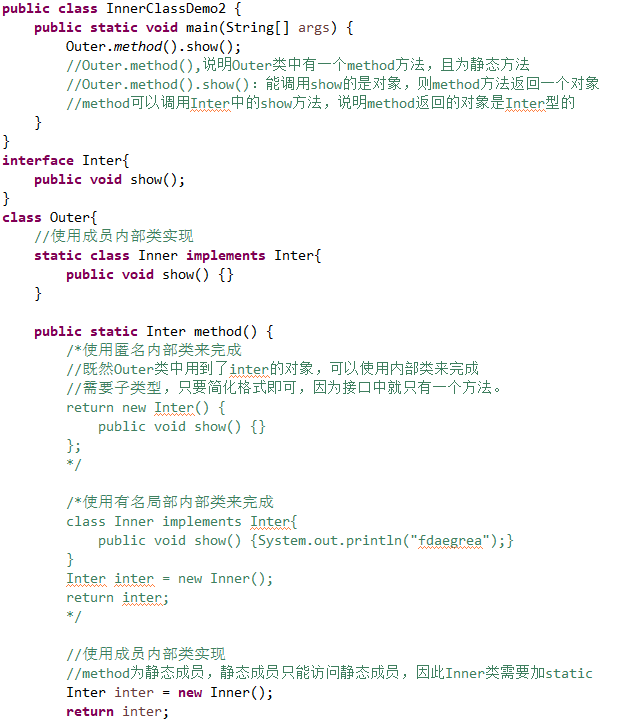 public class InnerClassDemo2 {
    public static void main(String[] args) {
        Outer.method().show();
        //Outer.method(),说明Outer类中有一个method方法，且为静态方法
        //Outer.method().show()：能调用show的是对象，则method方法返回一个对象
        //method可以调用Inter中的show方法，说明method返回的对象是Inter型的
    }
}
interface Inter{
    public void show();
}
class Outer{
    //使用成员内部类实现
    static class Inner implements Inter{
        public void show() {}
    }

    public static Inter method() {
        /*使用匿名内部类来完成
        //既然Outer类中用到了inter的对象，可以使用内部类来完成
        //需要子类型，只要简化格式即可，因为接口中就只有一个方法。
        return new Inter() {
            public void show() {}
        };
        */

        /*使用有名局部内部类来完成
        class Inner implements Inter{
            public void show() {System.out.println("fdaegrea");}
        }
        Inter inter = new Inner();
        return inter;
        */

        //使用成员内部类实现
        //method为静态成员，静态成员只能访问静态成员，因此Inner类需要加static
        Inter inter = new Inner();
        return inter;